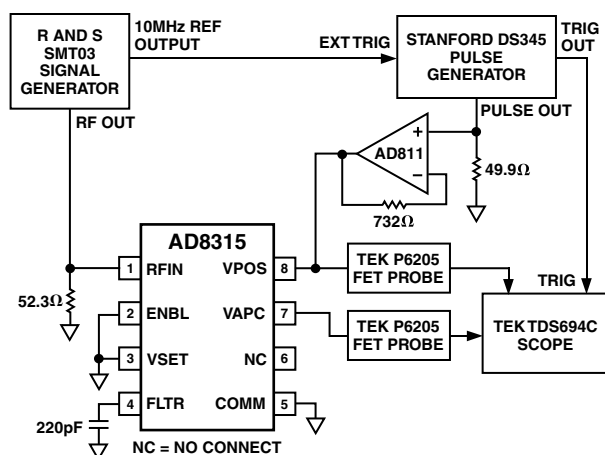 R AND S
SMT03
SIGNAL
GENERATOR
10MHz REF
OUTPUT
EXT TRIG
STANFORD DS345
PULSE
GENERATOR
TRIG
OUT
RF OUT
PULSE OUT
+
AD811
–
49.9Ω
732Ω
AD8315
52.3Ω
1
RFIN
VPOS
8
TEK P6205
FET PROBE
TRIG
2
ENBL
VAPC
7
TEK P6205
FET PROBE
TEK TDS694C
SCOPE
3
VSET
NC
6
4
FLTR
COMM
5
220pF
NC = NO CONNECT